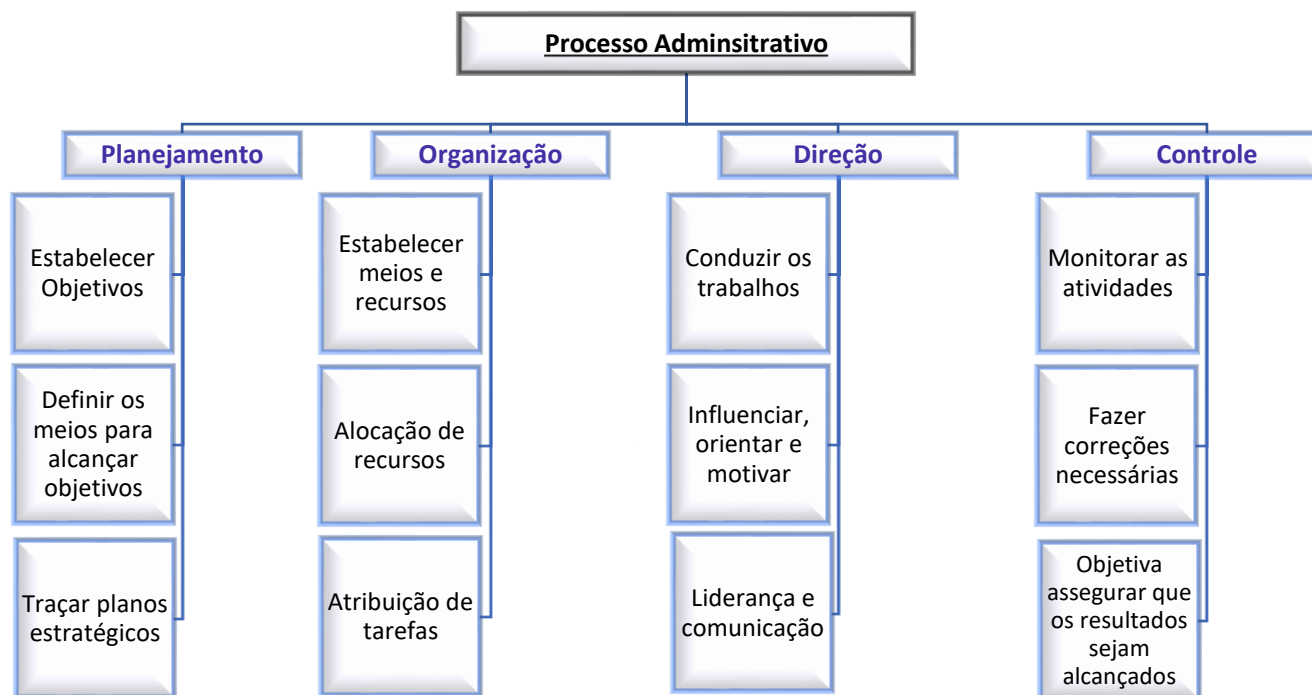 Processo Adminsitrativo
Planejamento
Organização
Direção
Controle
Estabelecer
Objetivos
Definir os
meios para
alcançar
objetivos
Traçar planos
estratégicos
Estabelecer
meios e
recursos
Alocação de
recursos
Atribuição de
tarefas
Conduzir os
trabalhos
Influenciar,
orientar e
motivar
Liderança e
comunicação
Monitorar as
atividades
Fazer
correções
necessárias
Objetiva
assegurar que
os resultados
sejam
alcançados